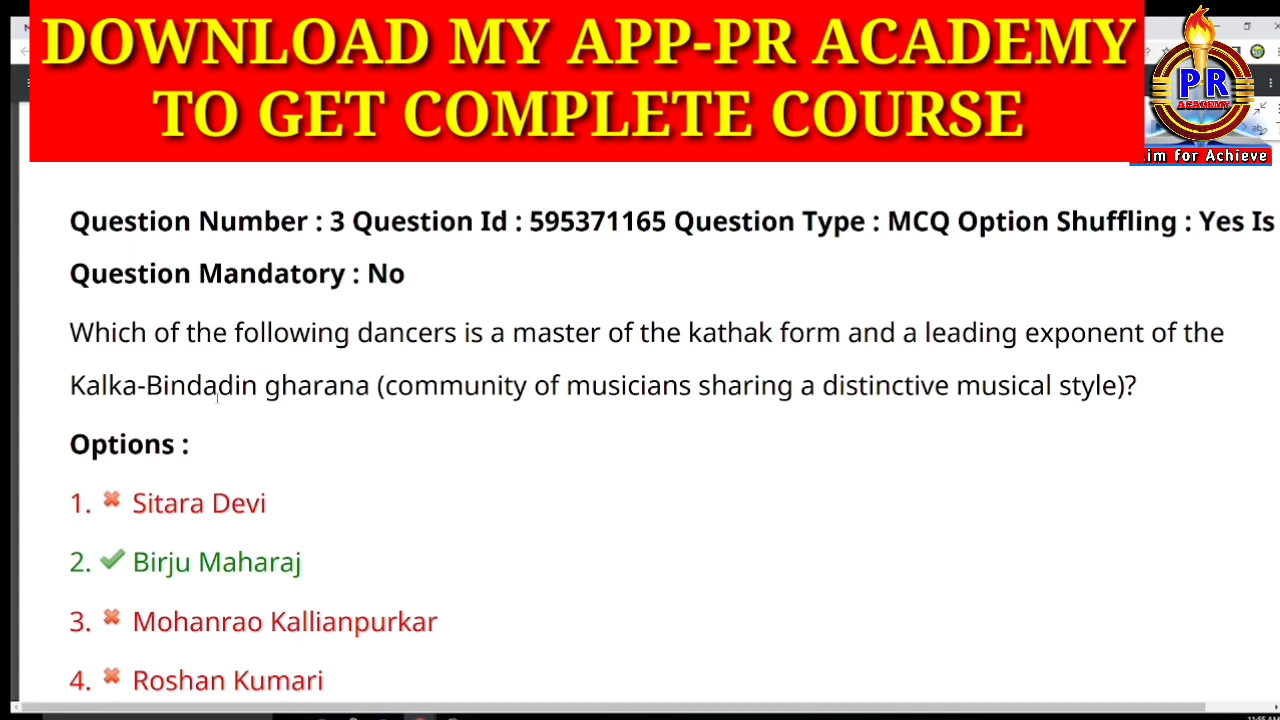 DOWNLOAD MY APP-PR ACADEMY
TO GET COMPLETE COURSE
PR
ACADEMY
im for Achieve
Question Number : 3 Question Id : 595371165 Question Type : MCQ Option Shuffling : Yes Is
Question Mandatory : No
Which of the following dancers is a master of the kathak form and a leading exponent of the
Kalka-Bindadin gharana (community of musicians sharing a distinctive musical style)?
Options :
1. Sitara Devi
2. Birju Maharaj
3. Mohanrao Kallianpurkar
4. Roshan Kumari